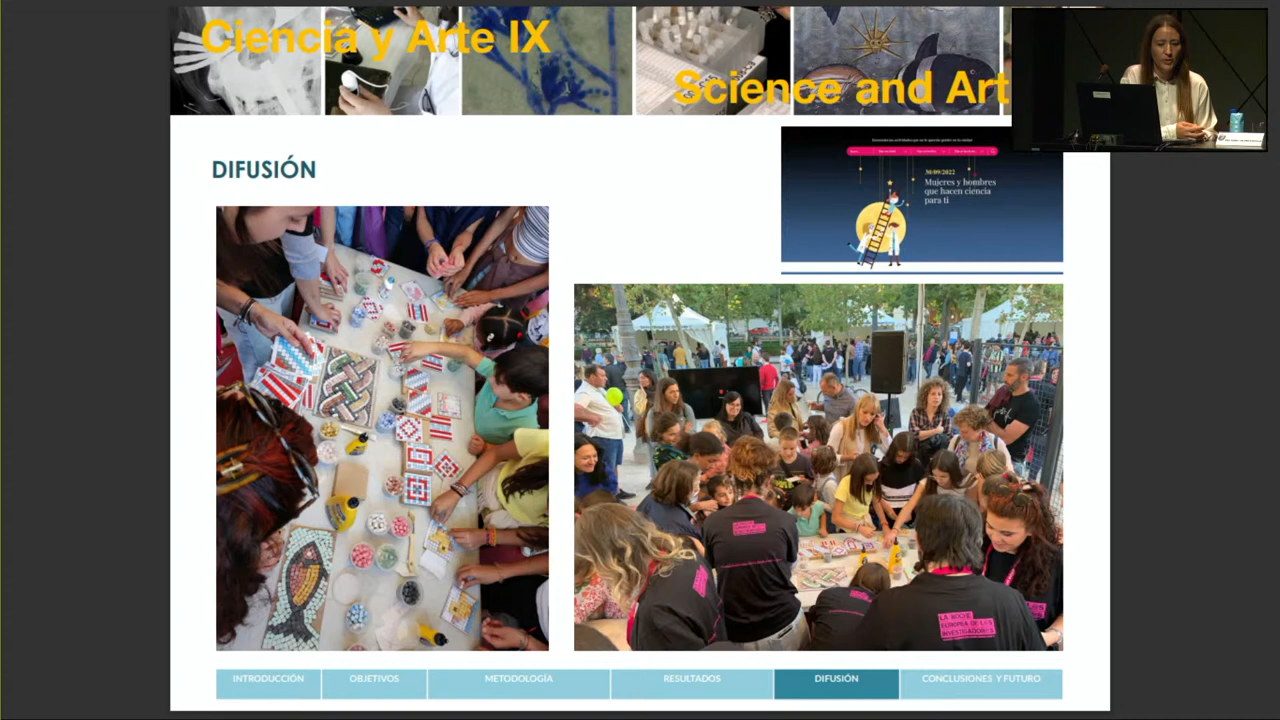 Ciencia y Arte IX
Science and Art
DIFUSIÓN
30/09/2022
Mujeres y hombres
que hacen ciencia
para ti
LA NOCHE
EUROPEA DE LOS
INVESTIGADORES
INTRODUCCIÓN
OBJETIVOS
METODOLOGÍA
RESULTADOS
DIFUSIÓN
CONCLUSIONES Y FUTURO